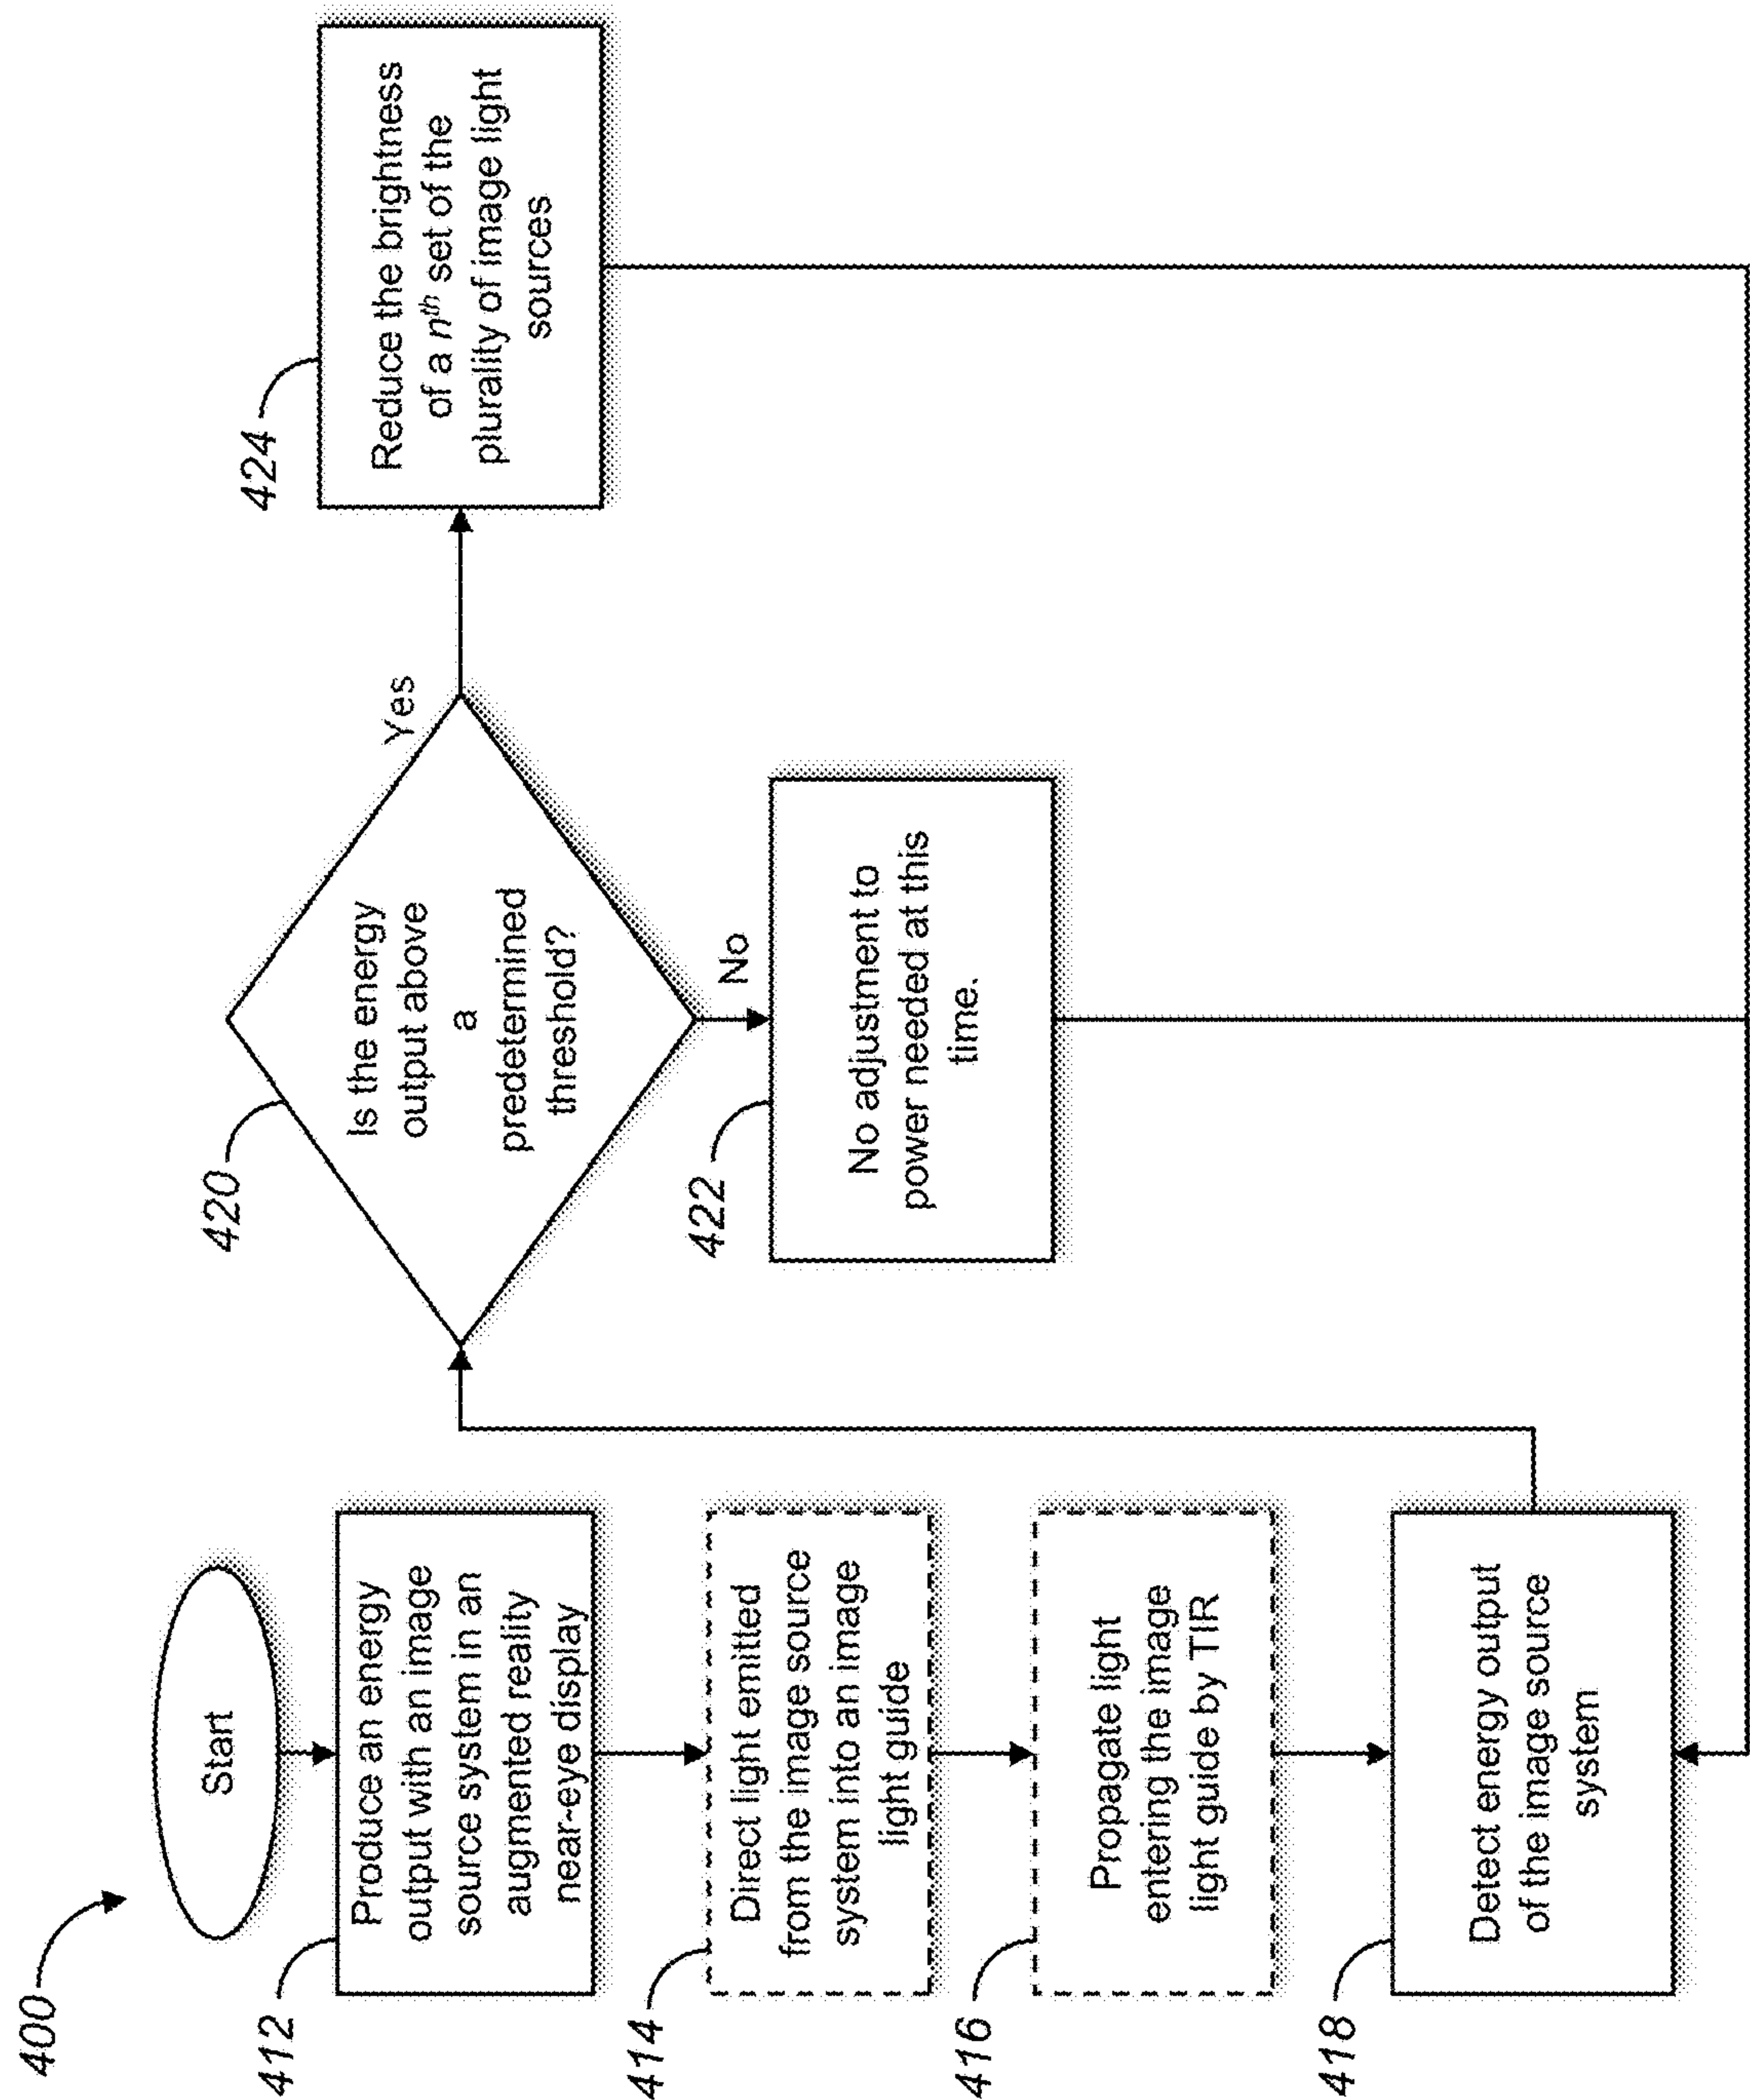 400
Start
412
Produce an energy
output with an image
source system in an
augmented reality
near-eye display
414
Direct light emitted
from the image source
system into an image
light guide
416
Propagate light
entering the image
light guide by TIR
418
Detect energy output
of the image source
system
420
Is the energy
output above
a
predetermined
threshold?
Yes
No
422
No adjustment to
power needed at this
time.
424
Reduce the brightness
of a nth set of the
plurality of image light
sources